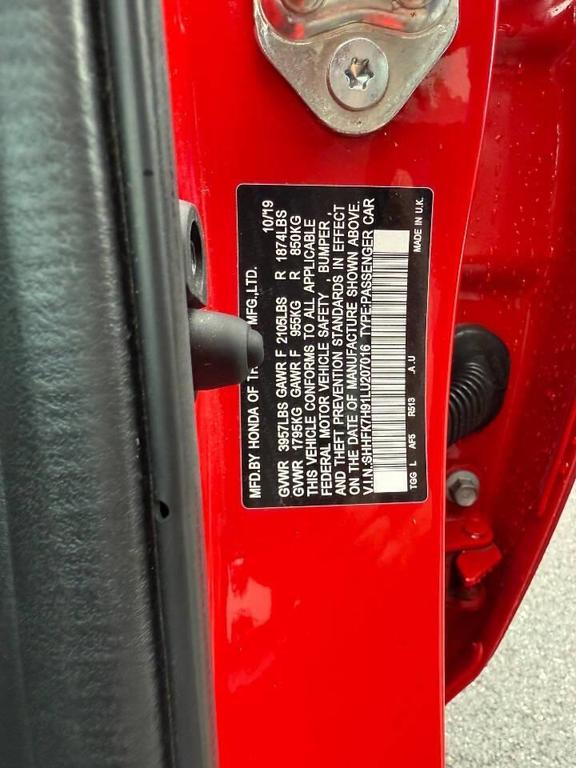 MFD.BY HONDA OF MFG.,LTD. 10/19
GVWR 3957LBS GAWR F 2105LBS R 1874LBS
GVWR 1795KG GAWR F 955KG R 850KG
THIS VEHICLE CONFORMS TO ALL APPLICABLE
FEDERAL MOTOR VEHICLE SAFETY , BUMPER ,
AND THEFT PREVENTION STANDARDS IN EFFECT
ON THE DATE OF MANUFACTURE SHOWN ABOVE.
V.I.N.:SHHFK7H91LU207016 TYPE:PASSENGER CAR
TGG L AF5 R513 .A .U MADE IN U.K.